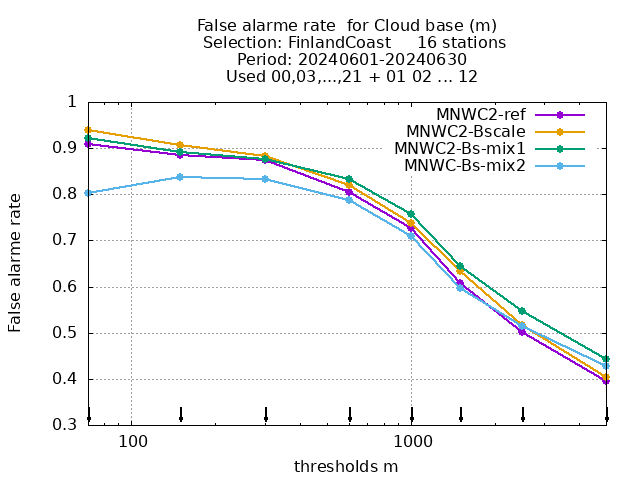 False alarme rate  for Cloud base (m)
Selection: FinlandCoast     16 stations
Period: 20240601-20240630
Used 00,03,...,21 + 01 02 ... 12
MNWC2-ref
MNWC2-Bscale
MNWC2-Bs-mix1
MNWC-Bs-mix2
1
0.9
0.8
0.7
0.6
0.5
0.4
0.3
False alarme rate
100
1000
thresholds m